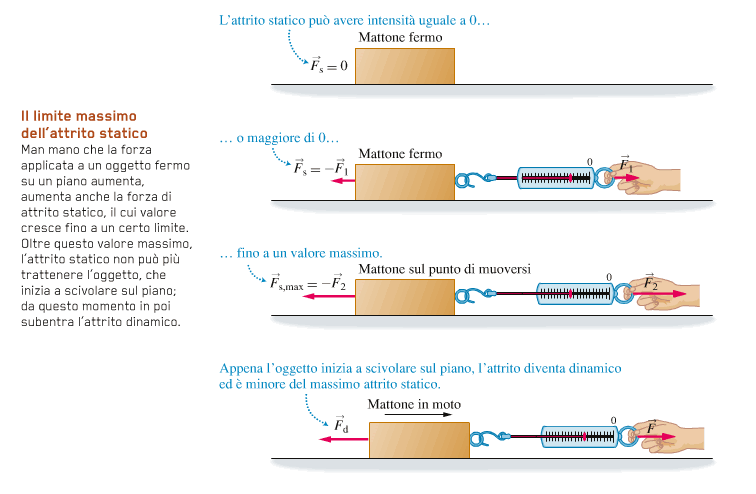 Il limite massimo
dell'attrito statico
Man mano che la forza
applicata a un oggetto fermo
su un piano aumenta,
aumenta anche la forza di
attrito statico, il cui valore
cresce fino a un certo limite.
Oltre questo valore massimo,
l'attrito statico non può più
trattenere l'oggetto, che
inizia a scivolare sul piano;
da questo momento in poi
subentra l'attrito dinamico.
L'attrito statico può avere intensità uguale a 0…
Mattone fermo
F⃗s = 0
… o maggiore di 0…
Mattone fermo
F⃗s = −F⃗1
0
F⃗1
… fino a un valore massimo.
Mattone sul punto di muoversi
F⃗s,max = −F⃗2
0
F⃗2
Appena l'oggetto inizia a scivolare sul piano, l'attrito diventa dinamico
ed è minore del massimo attrito statico.
Mattone in moto
F⃗d
0
F⃗